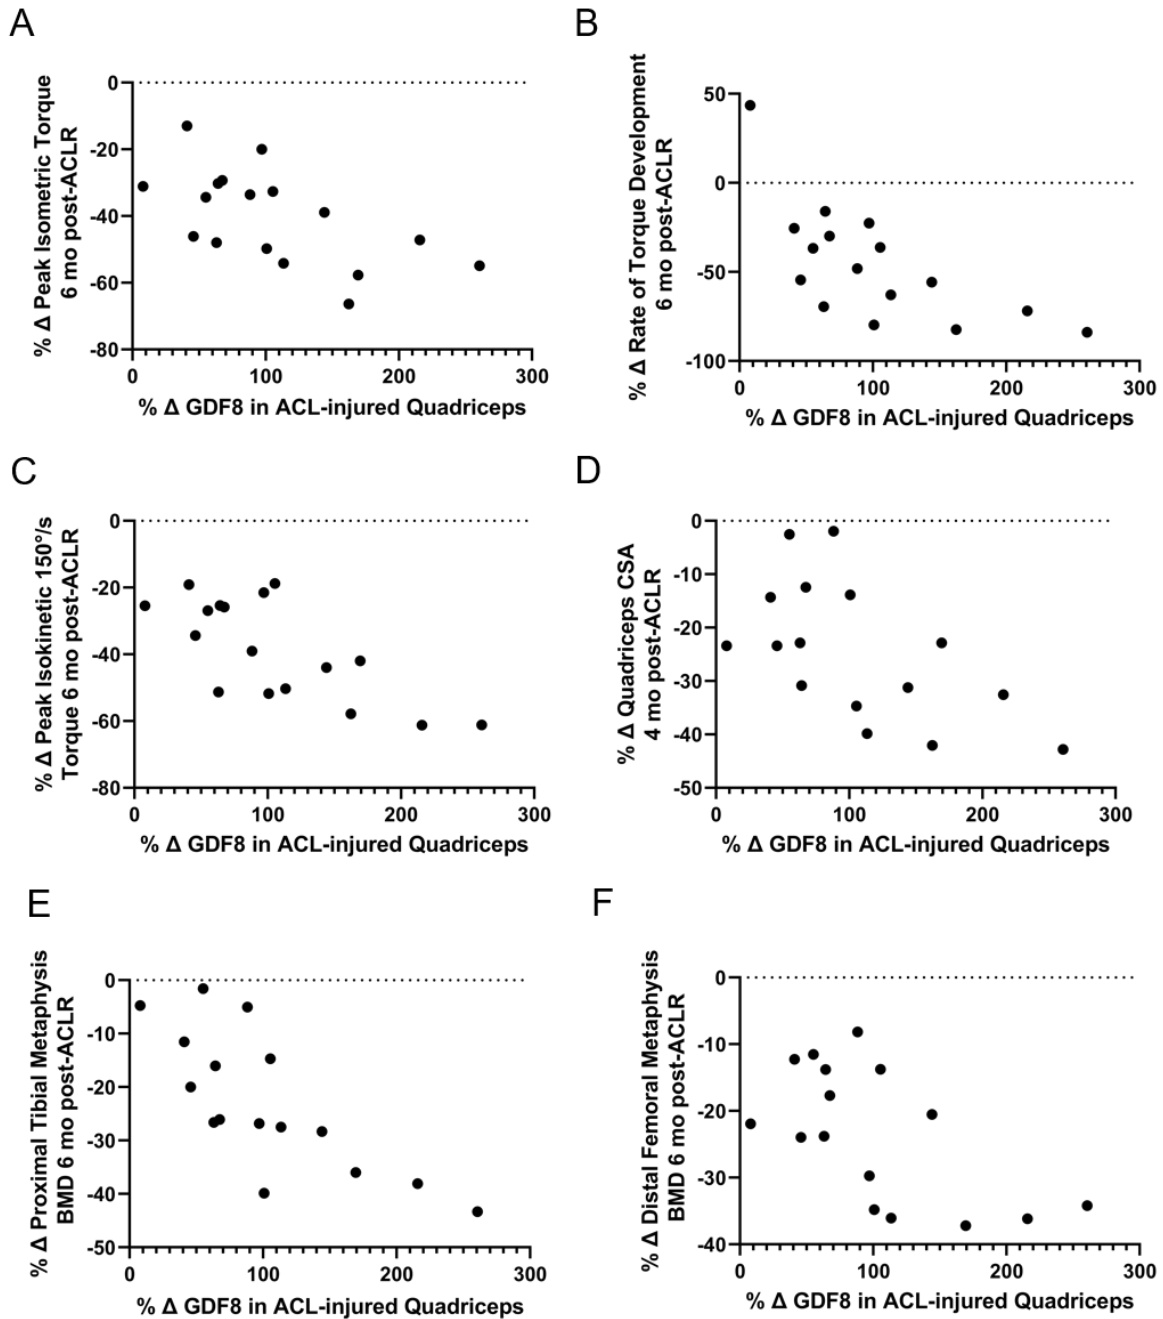 A
% Δ Peak Isometric Torque
6 mo post-ACLR
0
-20
-40
-60
-80
0
100
200
300
% Δ GDF8 in ACL-injured Quadriceps
B
% Δ Rate of Torque Development
6 mo post-ACLR
50
0
-50
-100
0
100
200
300
% Δ GDF8 in ACL-injured Quadriceps
C
% Δ Peak Isokinetic 150°/s
Torque 6 mo post-ACLR
0
-20
-40
-60
-80
0
100
200
300
% Δ GDF8 in ACL-injured Quadriceps
D
% Δ Quadriceps CSA
4 mo post-ACLR
0
-10
-20
-30
-40
-50
0
100
200
300
% Δ GDF8 in ACL-injured Quadriceps
E
% Δ Proximal Tibial Metaphysis
BMD 6 mo post-ACLR
0
-10
-20
-30
-40
-50
0
100
200
300
% Δ GDF8 in ACL-injured Quadriceps
F
% Δ Distal Femoral Metaphysis
BMD 6 mo post-ACLR
0
-10
-20
-30
-40
0
100
200
300
% Δ GDF8 in ACL-injured Quadriceps